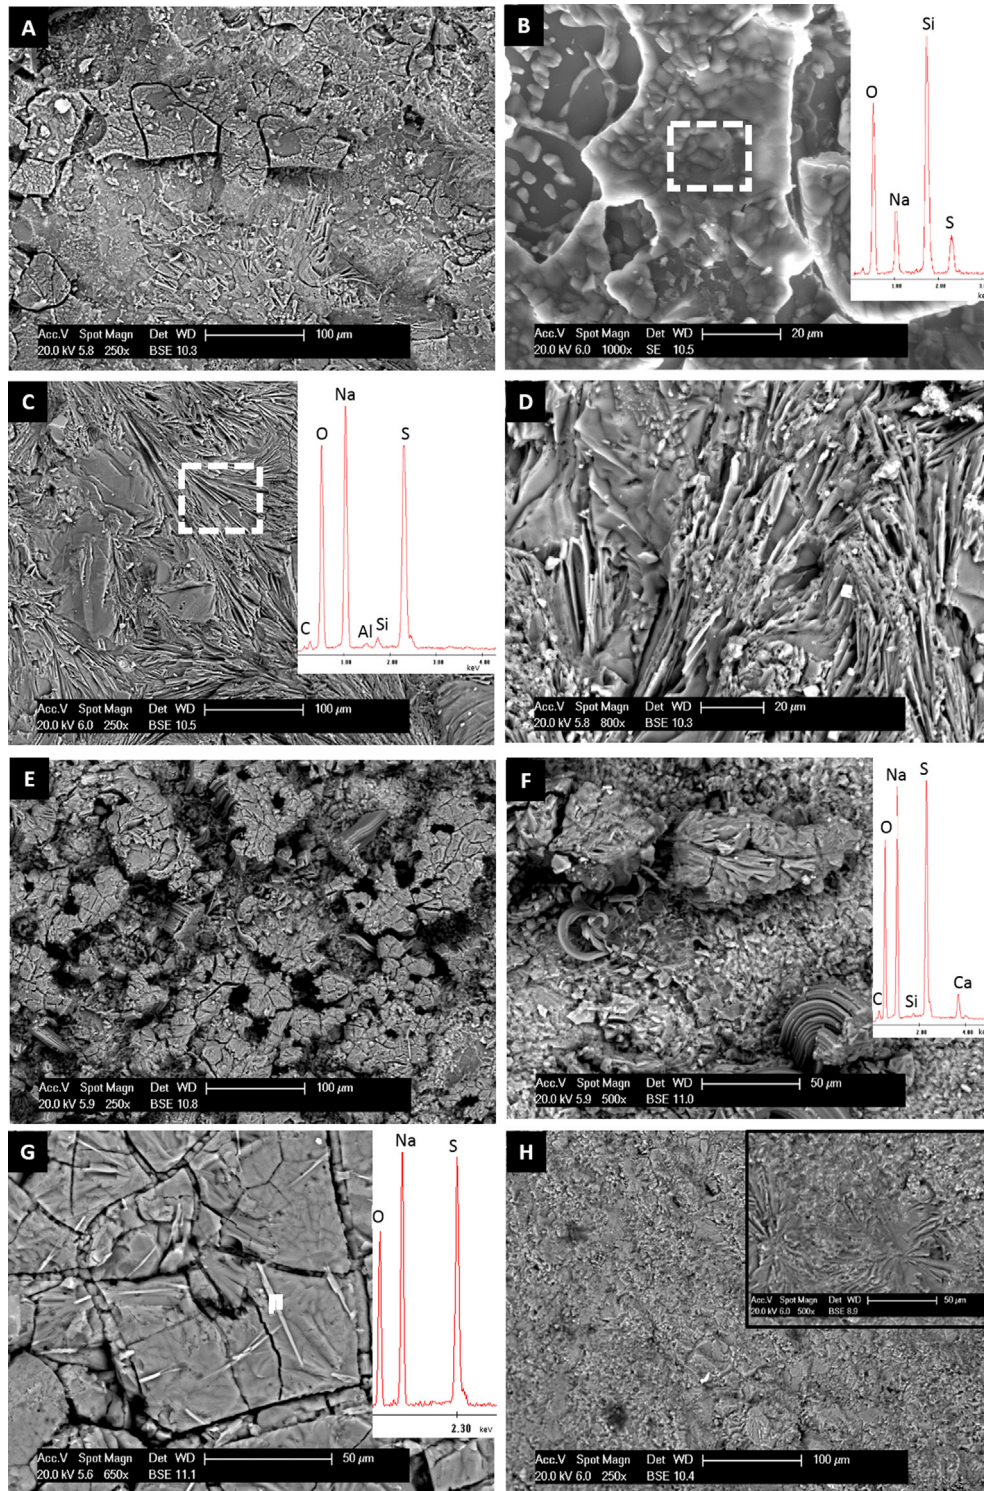 A
Acc.V Spot Magn Det WD 100 µm
20.0 kV 5.8 250x BSE 10.3
B
Si
O
Na
S
1.00 2.00 3.0
keV
Acc.V Spot Magn Det WD 20 µm
20.0 kV 6.0 1000x SE 10.5
C
Na
O
S
C
Al
Si
1.00 2.00 3.00 4.00
keV
Acc.V Spot Magn Det WD 100 µm
20.0 kV 6.0 250x BSE 10.5
D
Acc.V Spot Magn Det WD 20 µm
20.0 kV 5.8 800x BSE 10.3
E
Acc.V Spot Magn Det WD 100 µm
20.0 kV 5.9 250x BSE 10.8
F
Na
S
O
C
Si
Ca
2.00 4.00
ke
Acc.V Spot Magn Det WD 50 µm
20.0 kV 5.9 500x BSE 11.0
G
Na
S
O
2.30 keV
Acc.V Spot Magn Det WD 50 µm
20.0 kV 5.6 650x BSE 11.1
H
Acc.V Spot Magn Det WD 50 µm
20.0 kV 6.0 500x BSE 8.9
Acc.V Spot Magn Det WD 100 µm
20.0 kV 6.0 250x BSE 10.4